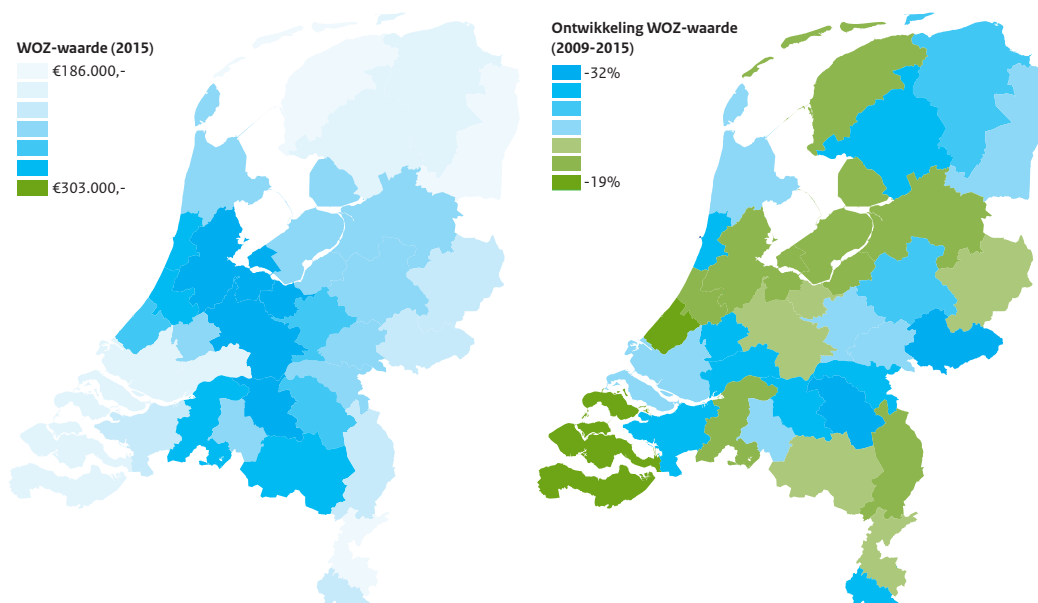 WOZ-waarde (2015)
€186.000,-
€303.000,-
Ontwikkeling WOZ-waarde
(2009-2015)
-32%
-19%